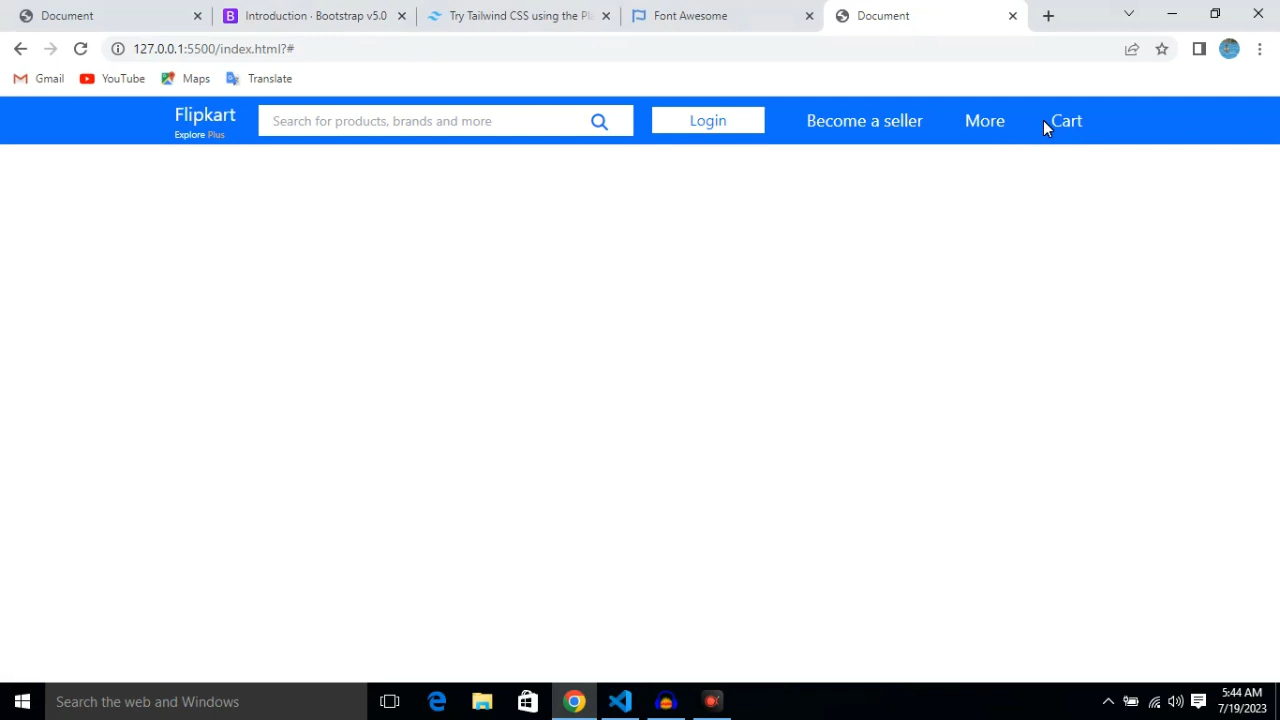 Document
Introduction · Bootstrap v5.0
Try Tailwind CSS using the Pla
Font Awesome
Document
127.0.0.1:5500/index.html?#
Gmail
YouTube
Maps
Translate
Flipkart
Explore Plus
Search for products, brands and more
Login
Become a seller
More
Cart
Search the web and Windows
5:44 AM
7/19/2023